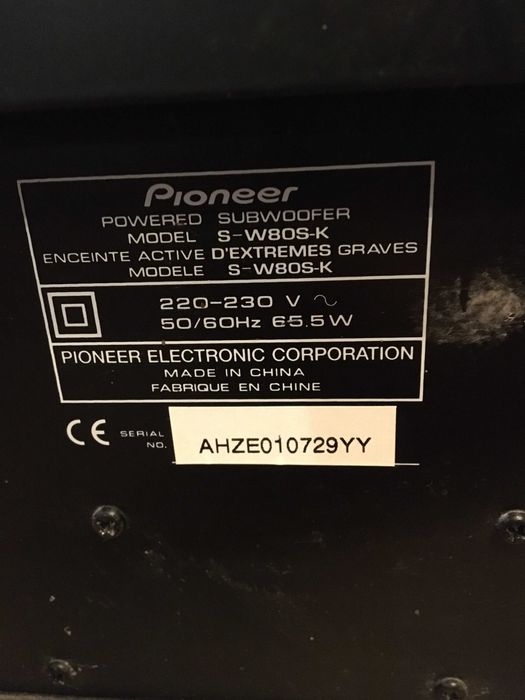 Pioneer
POWERED SUBWOOFER
MODEL S-W80S-K
ENCEINTE ACTIVE D'EXTREMES GRAVES
MODELE S-W80S-K
220-230 V ~
50/60Hz 65.5W
PIONEER ELECTRONIC CORPORATION
MADE IN CHINA
FABRIQUE EN CHINE
CE SERIAL NO. AHZE010729YY